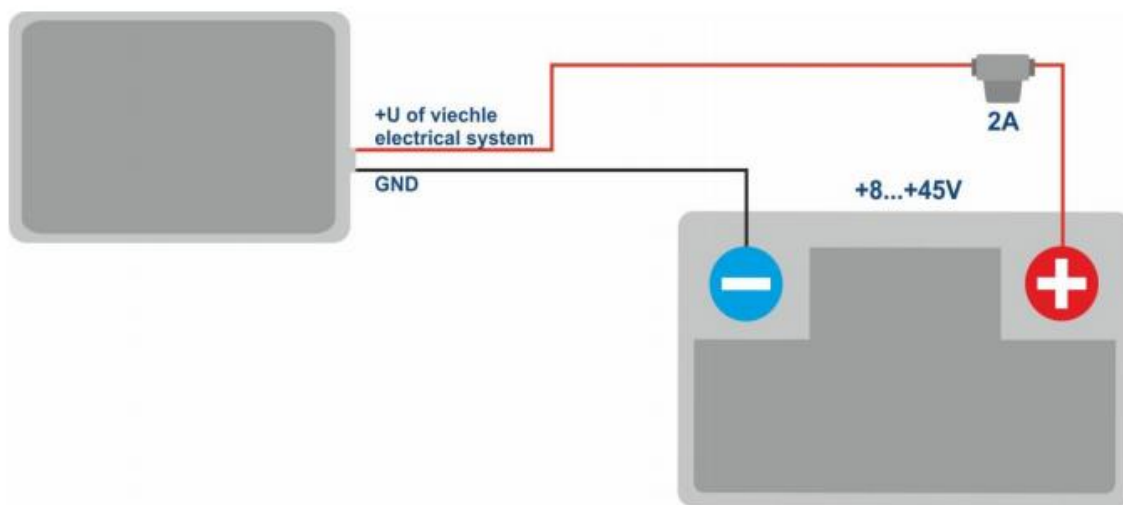 +U of viechle
electrical system
GND
2A
+8...+45V